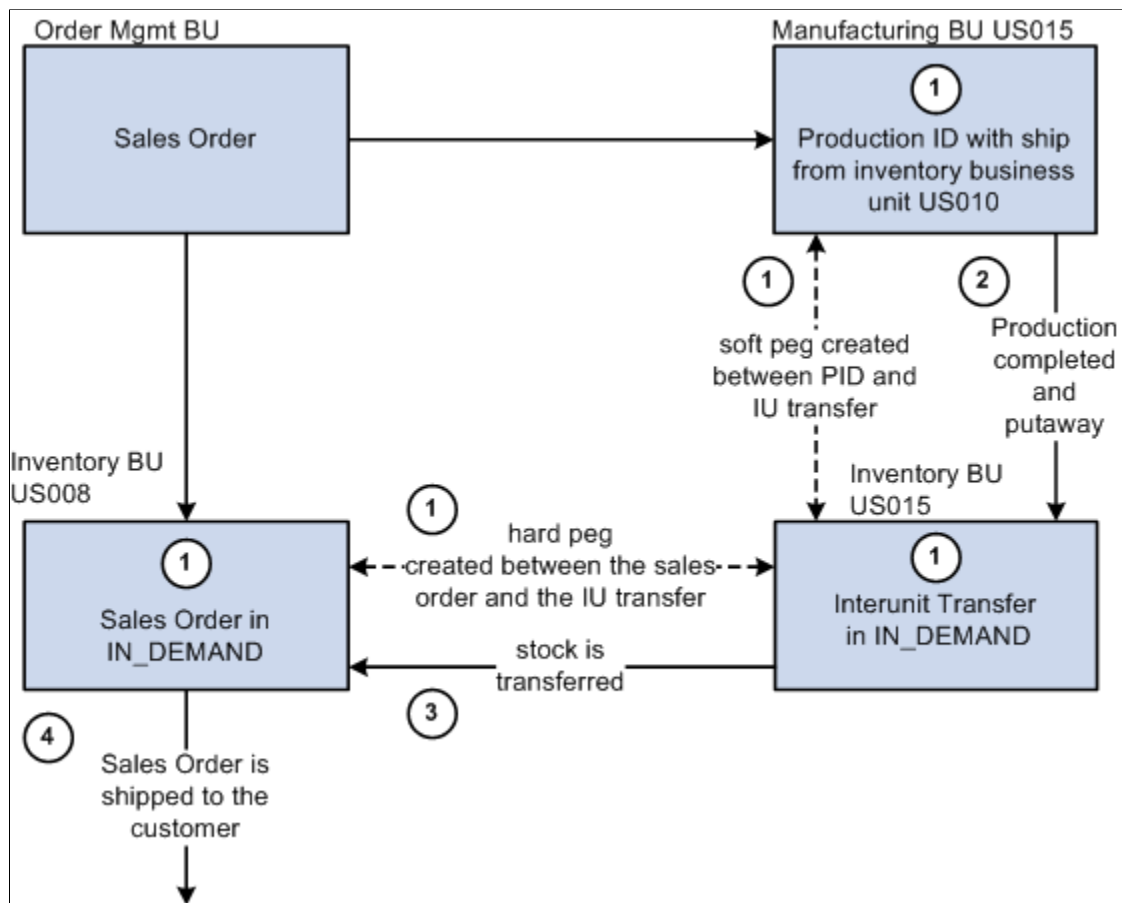 Order Mgmt BU
Manufacturing BU US015
Sales Order
1
Production ID with ship
from inventory business
unit US010
1
soft peg created
between PID and
IU transfer
2
Production
completed
and
putaway
Inventory BU
US008
Inventory BU
US015
1
Sales Order in
IN_DEMAND
1
hard peg
created between the sales
order and the IU transfer
1
Interunit Transfer
in IN_DEMAND
stock is
transferred
3
4
Sales Order is
shipped to the
customer